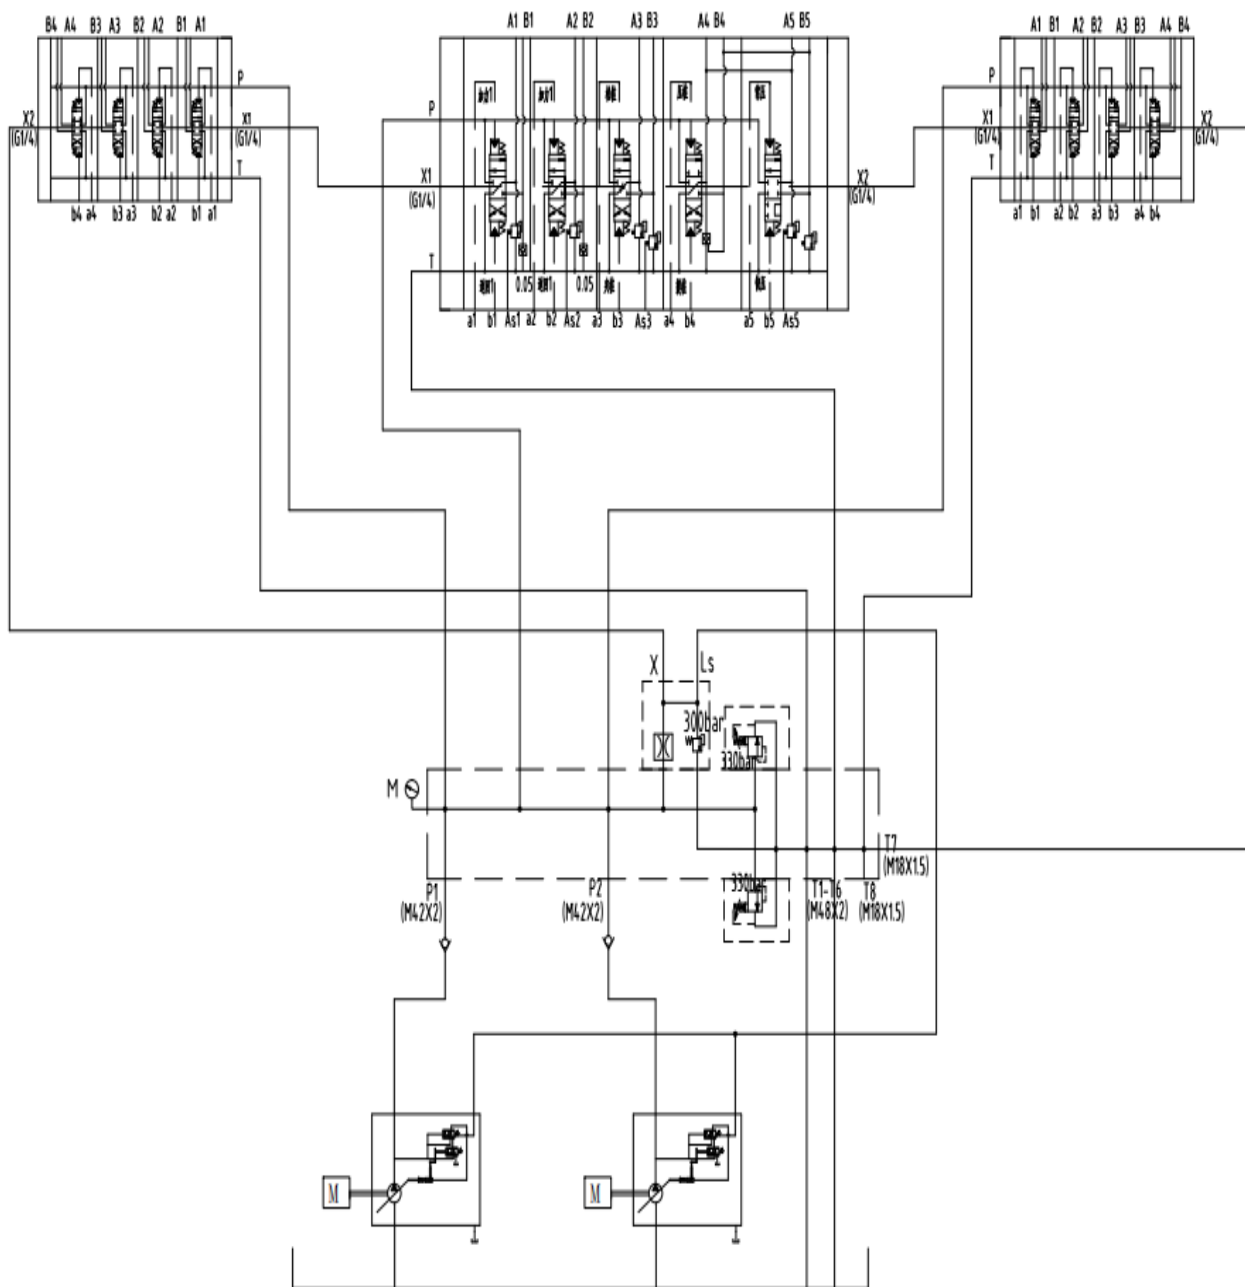 B4 A4 B3 A3 B2 A2 B1 A1
P
X2
(G1/4)
X1
(G1/4)
T
b4 a4 b3 a3 b2 a2 b1 a1
A1 B1 A2 B2 A3 B3 A4 B4 A5 B5
P
X1
(G1/4)
X2
(G1/4)
T
0.05
0.05
a1 b1 As1 a2 b2 As2 a3 b3 As3 a4 b4 a5 b5 As5
A1 B1 A2 B2 A3 B3 A4 B4
P
X1
(G1/4)
X2
(G1/4)
T
a1 b1 a2 b2 a3 b3 a4 b4
X
Ls
300bar
330bar
M
330bar
P1
(M42X2)
P2
(M42X2)
T1-T6
(M48X2)
T8
(M18X1.5)
T7
(M18X1.5)
M
M